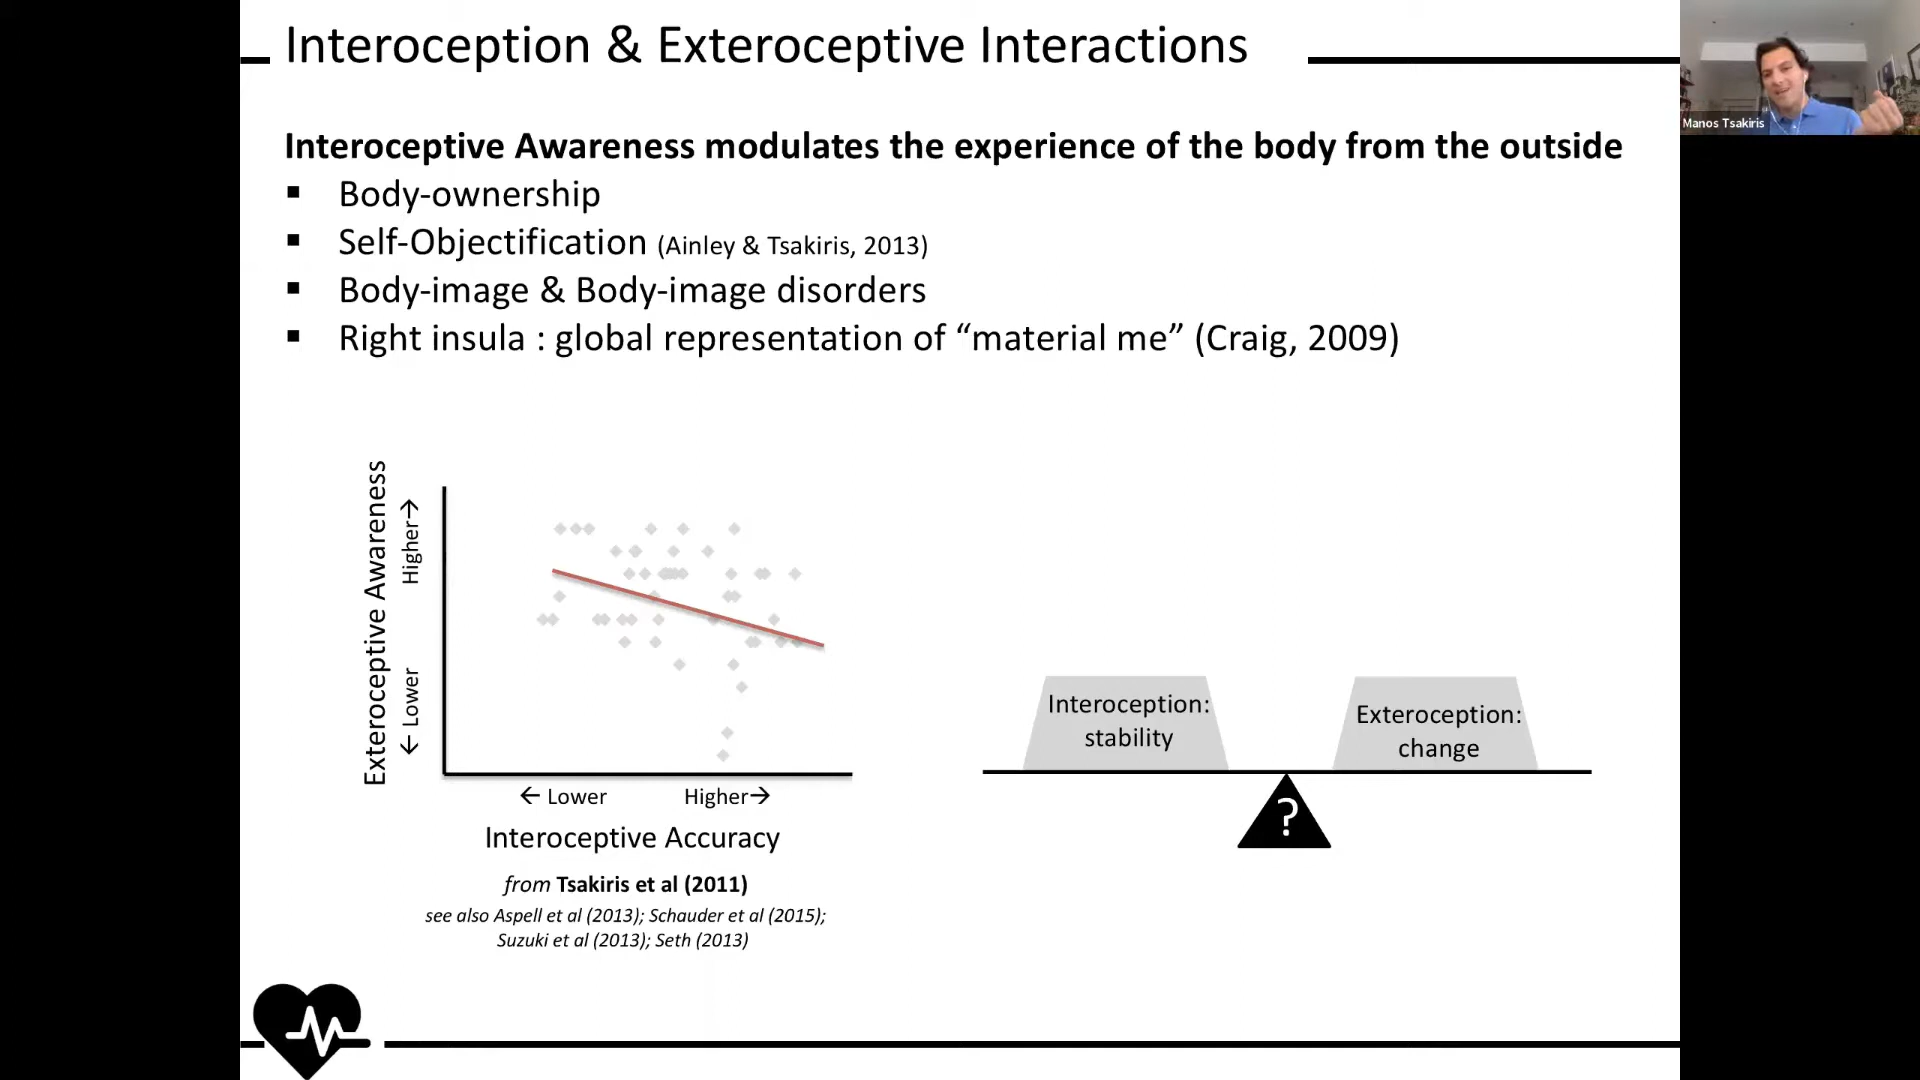 Interoception & Exteroceptive Interactions
Manos Tsakiris
Interoceptive Awareness modulates the experience of the body from the outside
▪ Body-ownership
▪ Self-Objectification (Ainley & Tsakiris, 2013)
▪ Body-image & Body-image disorders
▪ Right insula : global representation of “material me” (Craig, 2009)
Exteroceptive Awareness
← Lower
Higher→
← Lower Higher→
Interoceptive Accuracy
from Tsakiris et al (2011)
see also Aspell et al (2013); Schauder et al (2015);
Suzuki et al (2013); Seth (2013)
Interoception:
stability
Exteroception:
change
?